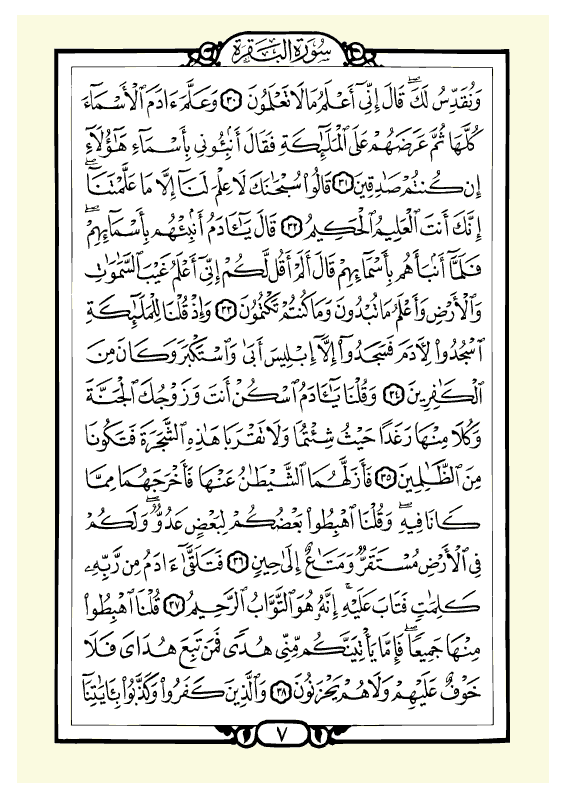 سُورَةُ الْبَقَرَةِ
وَنُقَدِّسُ لَكَ ۖ قَالَ إِنِّىٓ أَعْلَمُ مَا لَا تَعْلَمُونَ ٣٠ وَعَلَّمَ ءَادَمَ ٱلْأَسْمَآءَ
كُلَّهَا ثُمَّ عَرَضَهُمْ عَلَى ٱلْمَلَٰٓئِكَةِ فَقَالَ أَنۢبِـُٔونِى بِأَسْمَآءِ هَٰٓؤُلَآءِ
إِن كُنتُمْ صَٰدِقِينَ ٣١ قَالُوا۟ سُبْحَٰنَكَ لَا عِلْمَ لَنَآ إِلَّا مَا عَلَّمْتَنَآ ۖ
إِنَّكَ أَنتَ ٱلْعَلِيمُ ٱلْحَكِيمُ ٣٢ قَالَ يَٰٓـَٔادَمُ أَنۢبِئْهُم بِأَسْمَآئِهِمْ ۖ
فَلَمَّآ أَنۢبَأَهُم بِأَسْمَآئِهِمْ قَالَ أَلَمْ أَقُل لَّكُمْ إِنِّىٓ أَعْلَمُ غَيْبَ ٱلسَّمَٰوَٰتِ
وَٱلْأَرْضِ وَأَعْلَمُ مَا تُبْدُونَ وَمَا كُنتُمْ تَكْتُمُونَ ٣٣ وَإِذْ قُلْنَا لِلْمَلَٰٓئِكَةِ
ٱسْجُدُوا۟ لِـَٔادَمَ فَسَجَدُوٓا۟ إِلَّآ إِبْلِيسَ أَبَىٰ وَٱسْتَكْبَرَ وَكَانَ مِنَ
ٱلْكَٰفِرِينَ ٣٤ وَقُلْنَا يَٰٓـَٔادَمُ ٱسْكُنْ أَنتَ وَزَوْجُكَ ٱلْجَنَّةَ
وَكُلَا مِنْهَا رَغَدًا حَيْثُ شِئْتُمَا وَلَا تَقْرَبَا هَٰذِهِ ٱلشَّجَرَةَ فَتَكُونَا
مِنَ ٱلظَّٰلِمِينَ ٣٥ فَأَزَلَّهُمَا ٱلشَّيْطَٰنُ عَنْهَا فَأَخْرَجَهُمَا مِمَّا
كَانَا فِيهِ ۖ وَقُلْنَا ٱهْبِطُوا۟ بَعْضُكُمْ لِبَعْضٍ عَدُوٌّ ۖ وَلَكُمْ
فِى ٱلْأَرْضِ مُسْتَقَرٌّ وَمَتَٰعٌ إِلَىٰ حِينٍ ٣٦ فَتَلَقَّىٰٓ ءَادَمُ مِن رَّبِّهِۦ
كَلِمَٰتٍ فَتَابَ عَلَيْهِ ۚ إِنَّهُۥ هُوَ ٱلتَّوَّابُ ٱلرَّحِيمُ ٣٧ قُلْنَا ٱهْبِطُوا۟
مِنْهَا جَمِيعًا ۖ فَإِمَّا يَأْتِيَنَّكُم مِّنِّى هُدًى فَمَن تَبِعَ هُدَاىَ فَلَا
خَوْفٌ عَلَيْهِمْ وَلَا هُمْ يَحْزَنُونَ ٣٨ وَٱلَّذِينَ كَفَرُوا۟ وَكَذَّبُوا۟ بِـَٔايَٰتِنَآ
٧